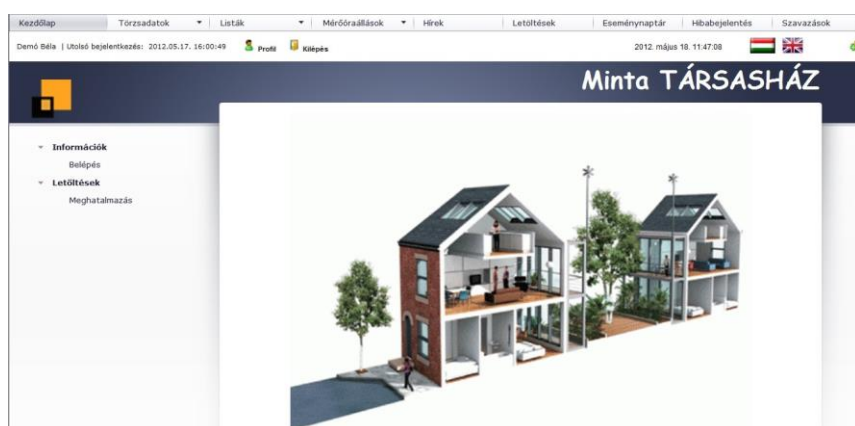 Kezdőlap Törzsadatok Listák Mérőóraállások Hírek Letöltések Eseménynaptár Hibabejelentés Szavazások
Demó Béla | Utolsó bejelentkezés: 2012.05.17. 16:00:49 Profil Kilépés 2012. május 18. 11:47:08
Minta TÁRSASHÁZ
Információk
Belépés
Letöltések
Meghatalmazás